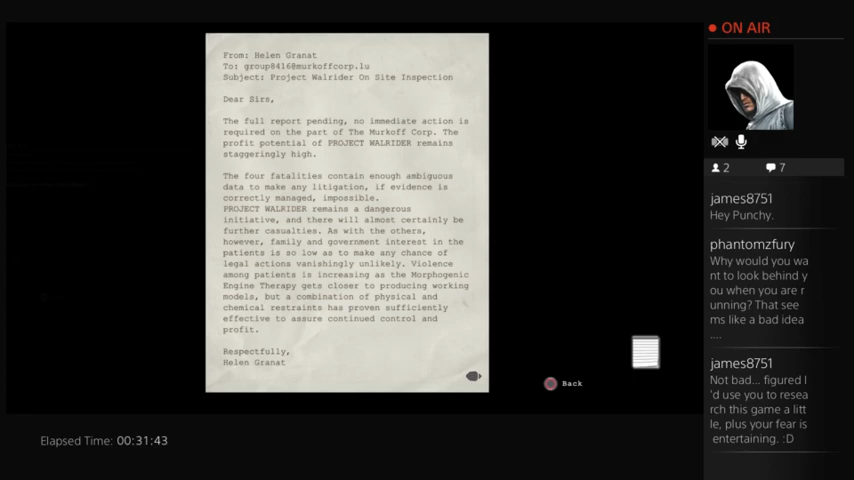 From: Helen Granat
To: group8416@murkoffcorp.lu
Subject: Project Walrider On Site Inspection
Dear Sirs,
The full report pending, no immediate action is
required on the part of The Murkoff Corp. The
profit potential of PROJECT WALRIDER remains
staggeringly high.
The four fatalities contain enough ambiguous
data to make any litigation, if evidence is
correctly managed, impossible.
PROJECT WALRIDER remains a dangerous
initiative, and there will almost certainly be
further casualties. As with the others,
however, family and government interest in the
patients is so low as to make any chance of
legal actions vanishingly unlikely. Violence
among patients is increasing as the Morphogenic
Engine Therapy gets closer to producing working
models, but a combination of physical and
chemical restraints has proven sufficiently
effective to assure continued control and
profit.
Respectfully,
Helen Granat
Back
Elapsed Time: 00:31:43
ON AIR
2
7
james8751
Hey Punchy.
phantomzfury
Why would you wa
nt to look behind y
ou when you are r
unning? That see
ms like a bad idea
....
james8751
Not bad... figured I
'd use you to resea
rch this game a litt
le, plus your fear is
entertaining. :D